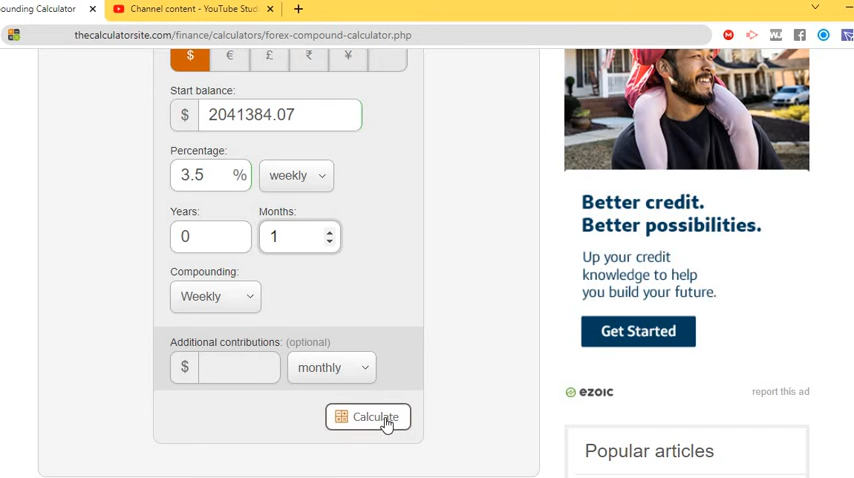 ounding Calculator
Channel content - YouTube Stud
thecalculatorsite.com/finance/calculators/forex-compound-calculator.php
$ € £ ₹ ¥
Start balance:
$ 2041384.07
Percentage:
3.5 % weekly
Years: Months:
0 1
Compounding:
Weekly
Additional contributions: (optional)
$ monthly
Calculate
Better credit.
Better possibilities.
Up your credit
knowledge to help
you build your future.
Get Started
ezoic
report this ad
Popular articles